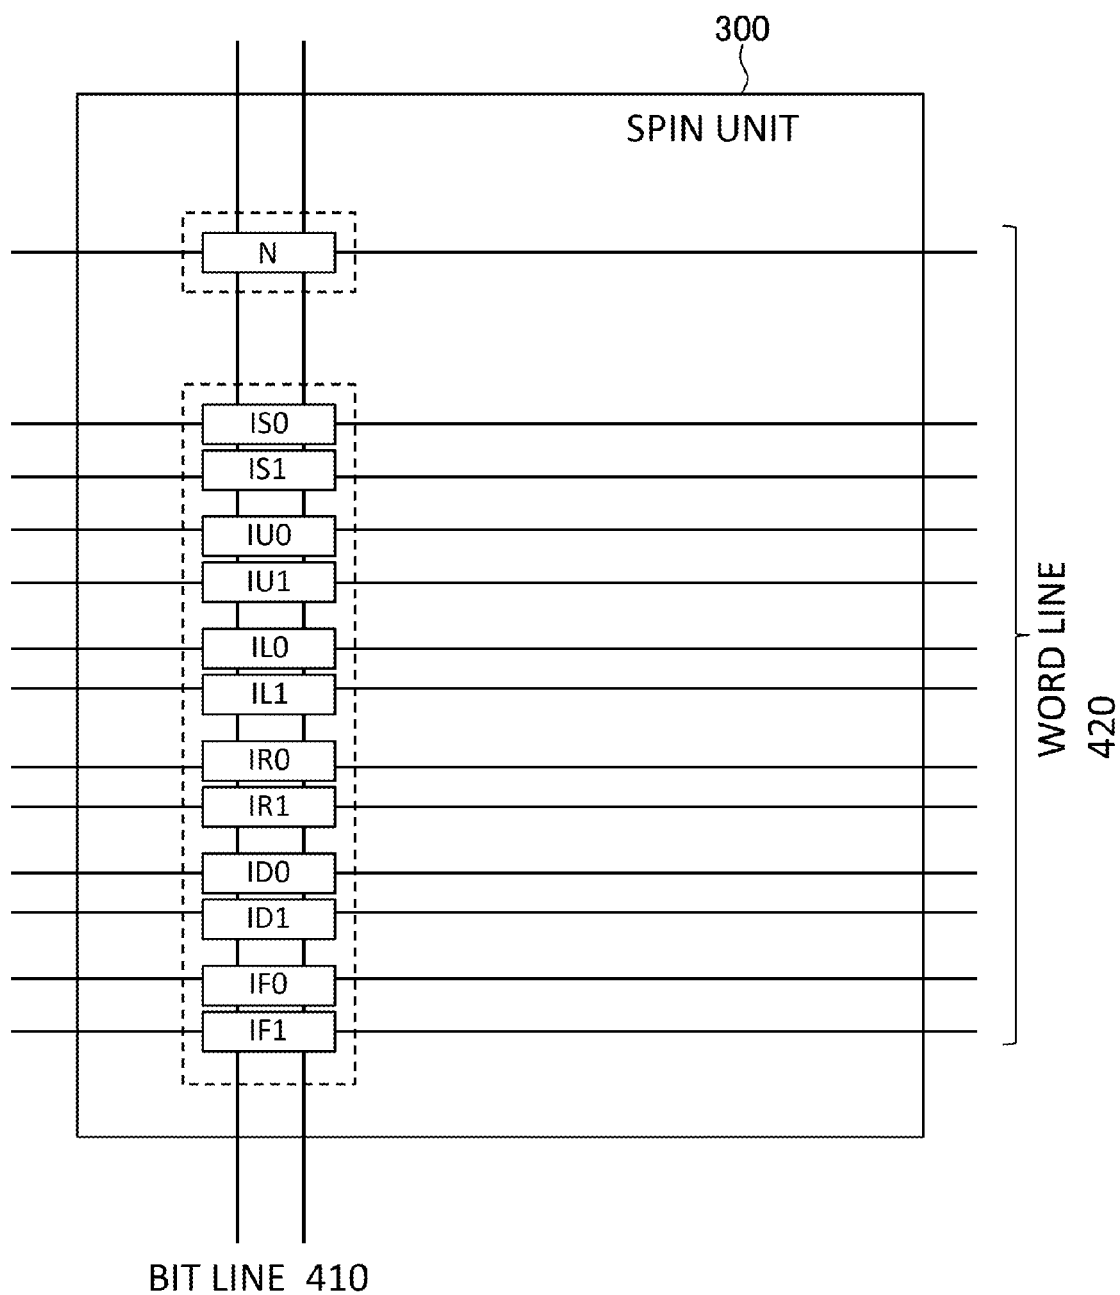 300
SPIN UNIT
N
IS0
IS1
IU0
IU1
IL0
IL1
IR0
IR1
ID0
ID1
IF0
IF1
WORD LINE
420
BIT LINE 410